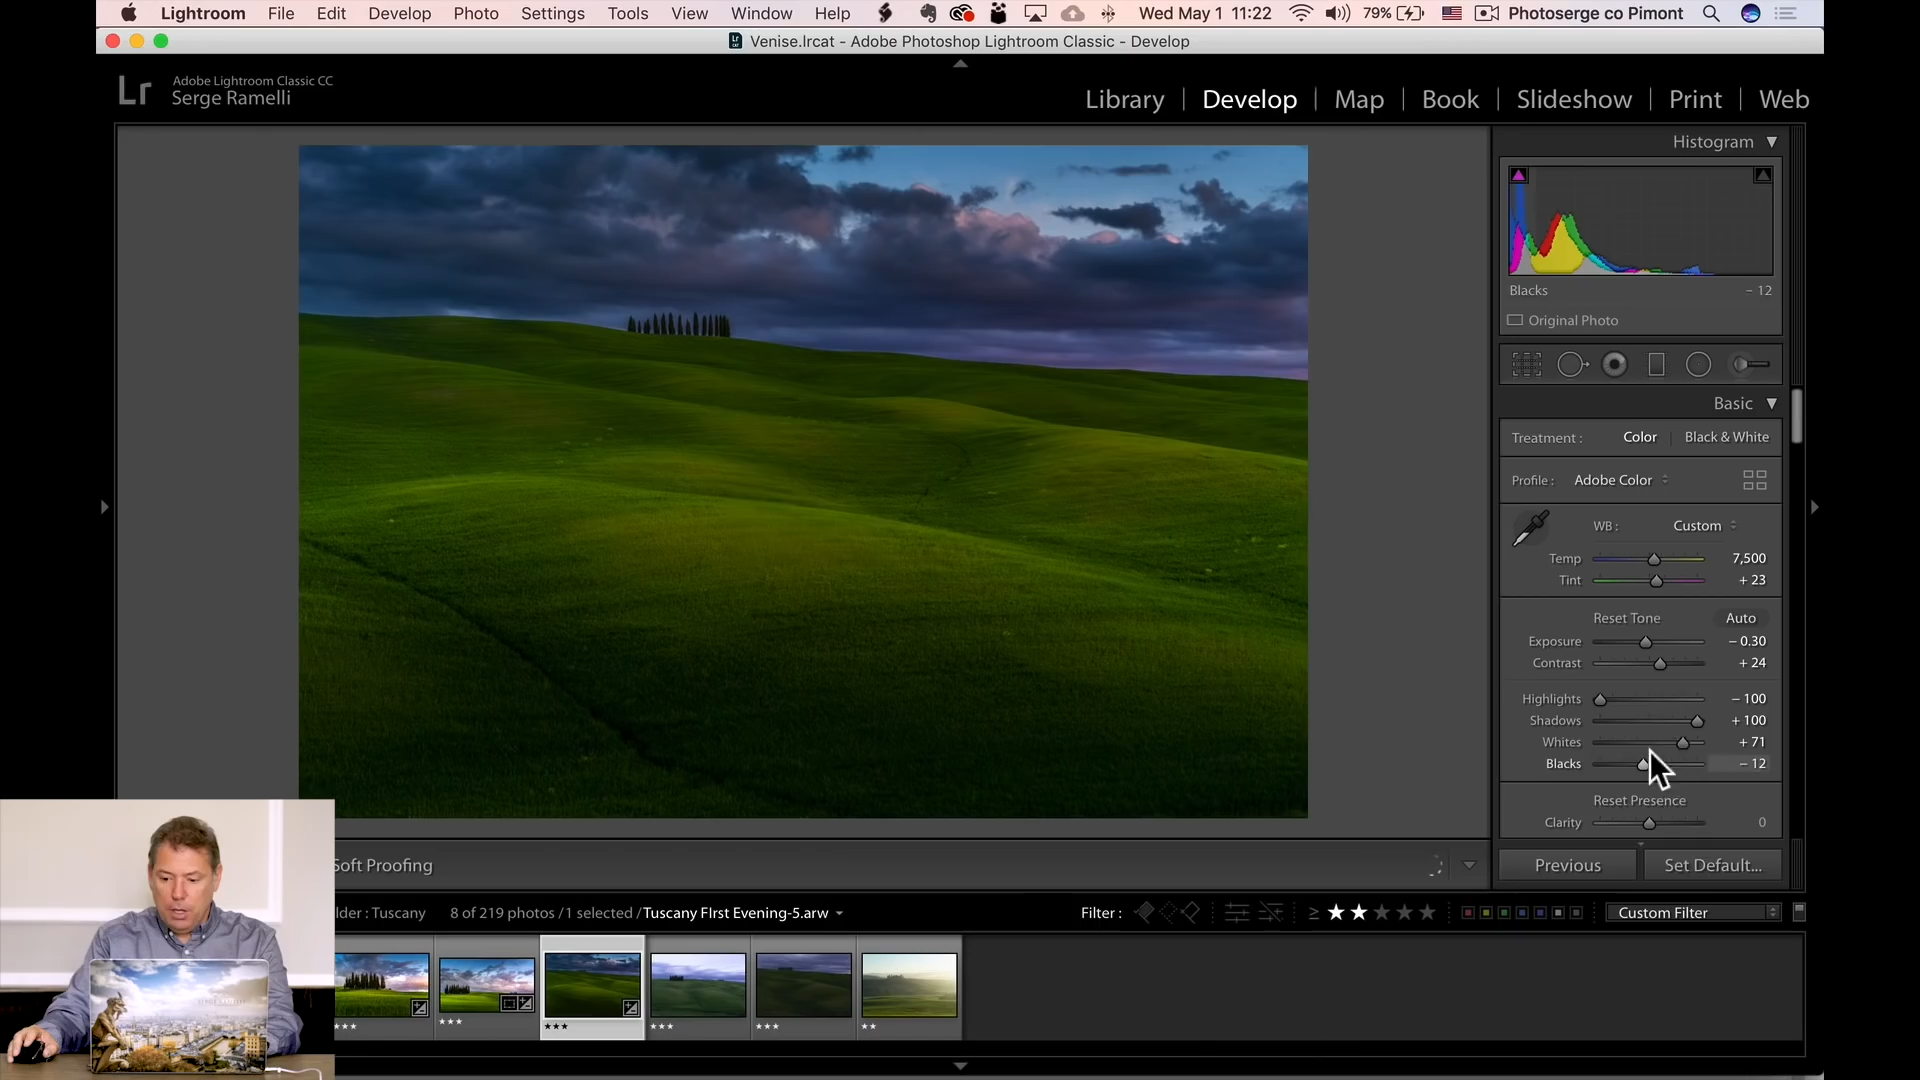 Lightroom File Edit Develop Photo Settings Tools View Window Help Wed May 1 11:22 79% Photoserge co Pimont
Venise.lrcat - Adobe Photoshop Lightroom Classic - Develop
Lr Adobe Lightroom Classic CC
Serge Ramelli
Library | Develop | Map | Book | Slideshow | Print | Web
Histogram
Blacks - 12
Original Photo
Basic
Treatment : Color Black & White
Profile : Adobe Color
WB : Custom
Temp 7,500
Tint + 23
Reset Tone Auto
Exposure - 0.30
Contrast + 24
Highlights - 100
Shadows + 100
Whites + 71
Blacks - 12
Reset Presence
Clarity 0
Soft Proofing
Previous Set Default...
lder : Tuscany 8 of 219 photos /1 selected /Tuscany FIrst Evening-5.arw Filter : ≥ ★★★★★ Custom Filter
★★★ ★★★ ★★★ ★★★ ★★★ ★★